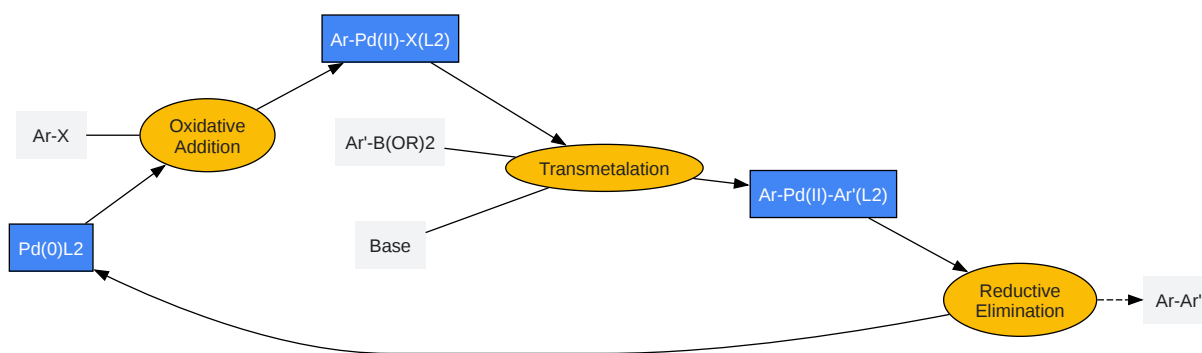 Ar-Pd(II)-X(L2)
Ar-X
Oxidative
Addition
Ar'-B(OR)2
Transmetalation
Ar-Pd(II)-Ar'(L2)
Pd(0)L2
Base
Reductive
Elimination
Ar-Ar'